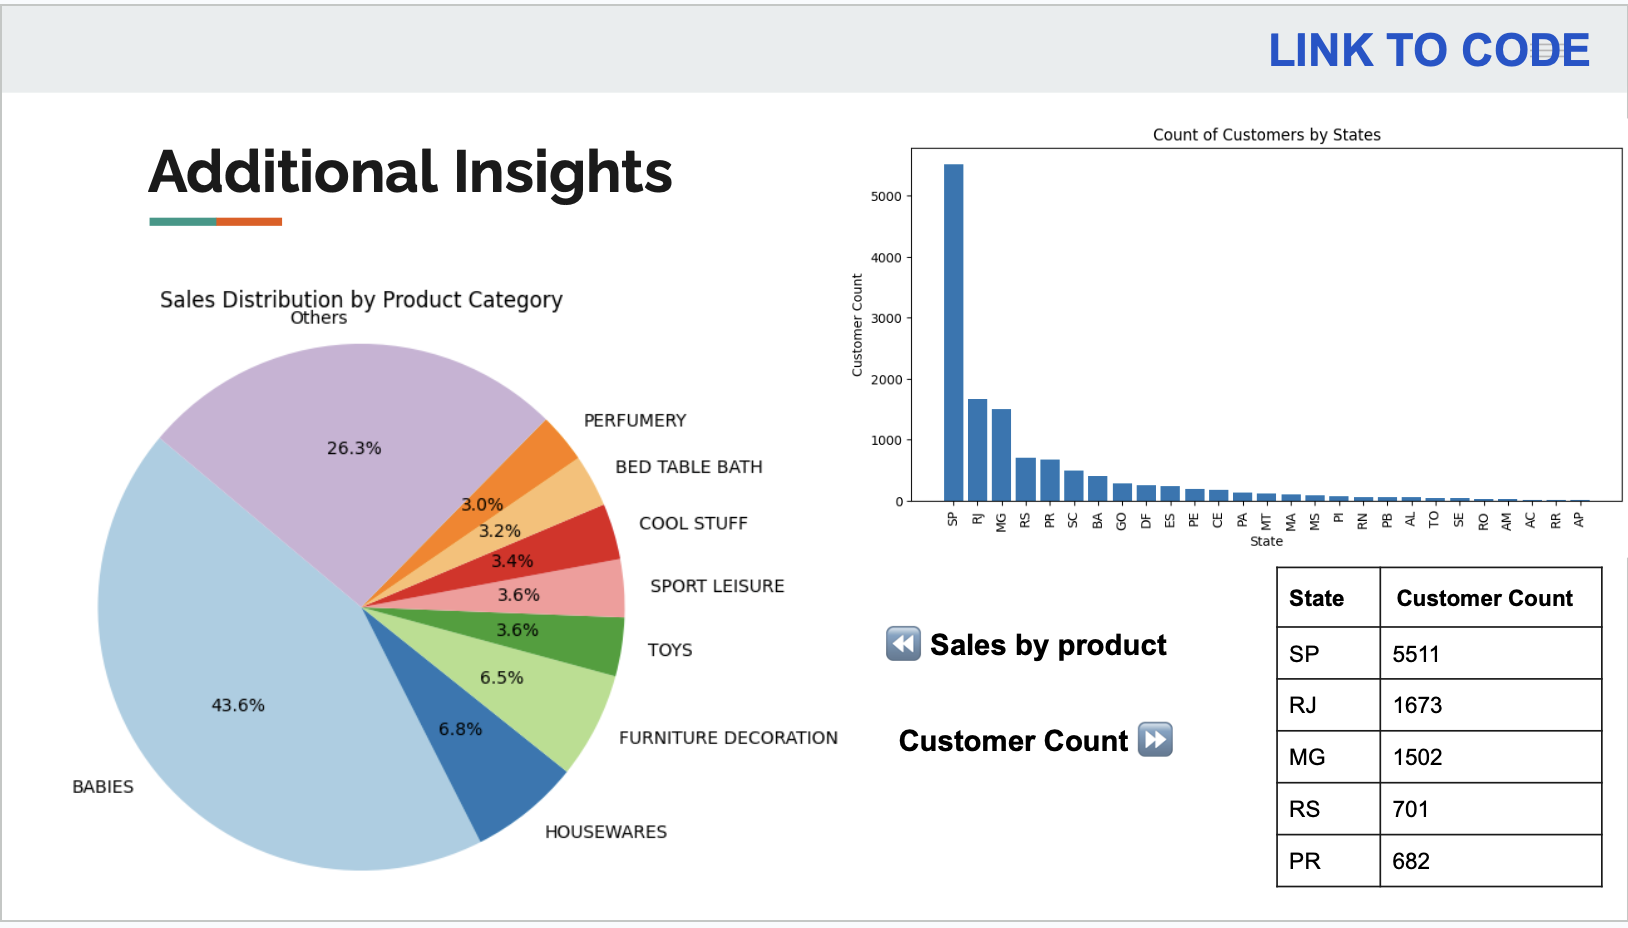 LINK TO CODE
Additional Insights
Sales Distribution by Product Category
Others
26.3%
PERFUMERY
3.0%
BED TABLE BATH
3.2%
COOL STUFF
3.4%
SPORT LEISURE
3.6%
TOYS
3.6%
FURNITURE DECORATION
6.5%
HOUSEWARES
6.8%
BABIES
43.6%
Count of Customers by States
Customer Count
5000
4000
3000
2000
1000
0
SP RJ MG RS PR SC BA GO DF ES PE CE PA MT MA MS PI RN PB AL TO SE RO AM AC RR AP
State
⏪ Sales by product
Customer Count ⏩
State Customer Count
SP 5511
RJ 1673
MG 1502
RS 701
PR 682